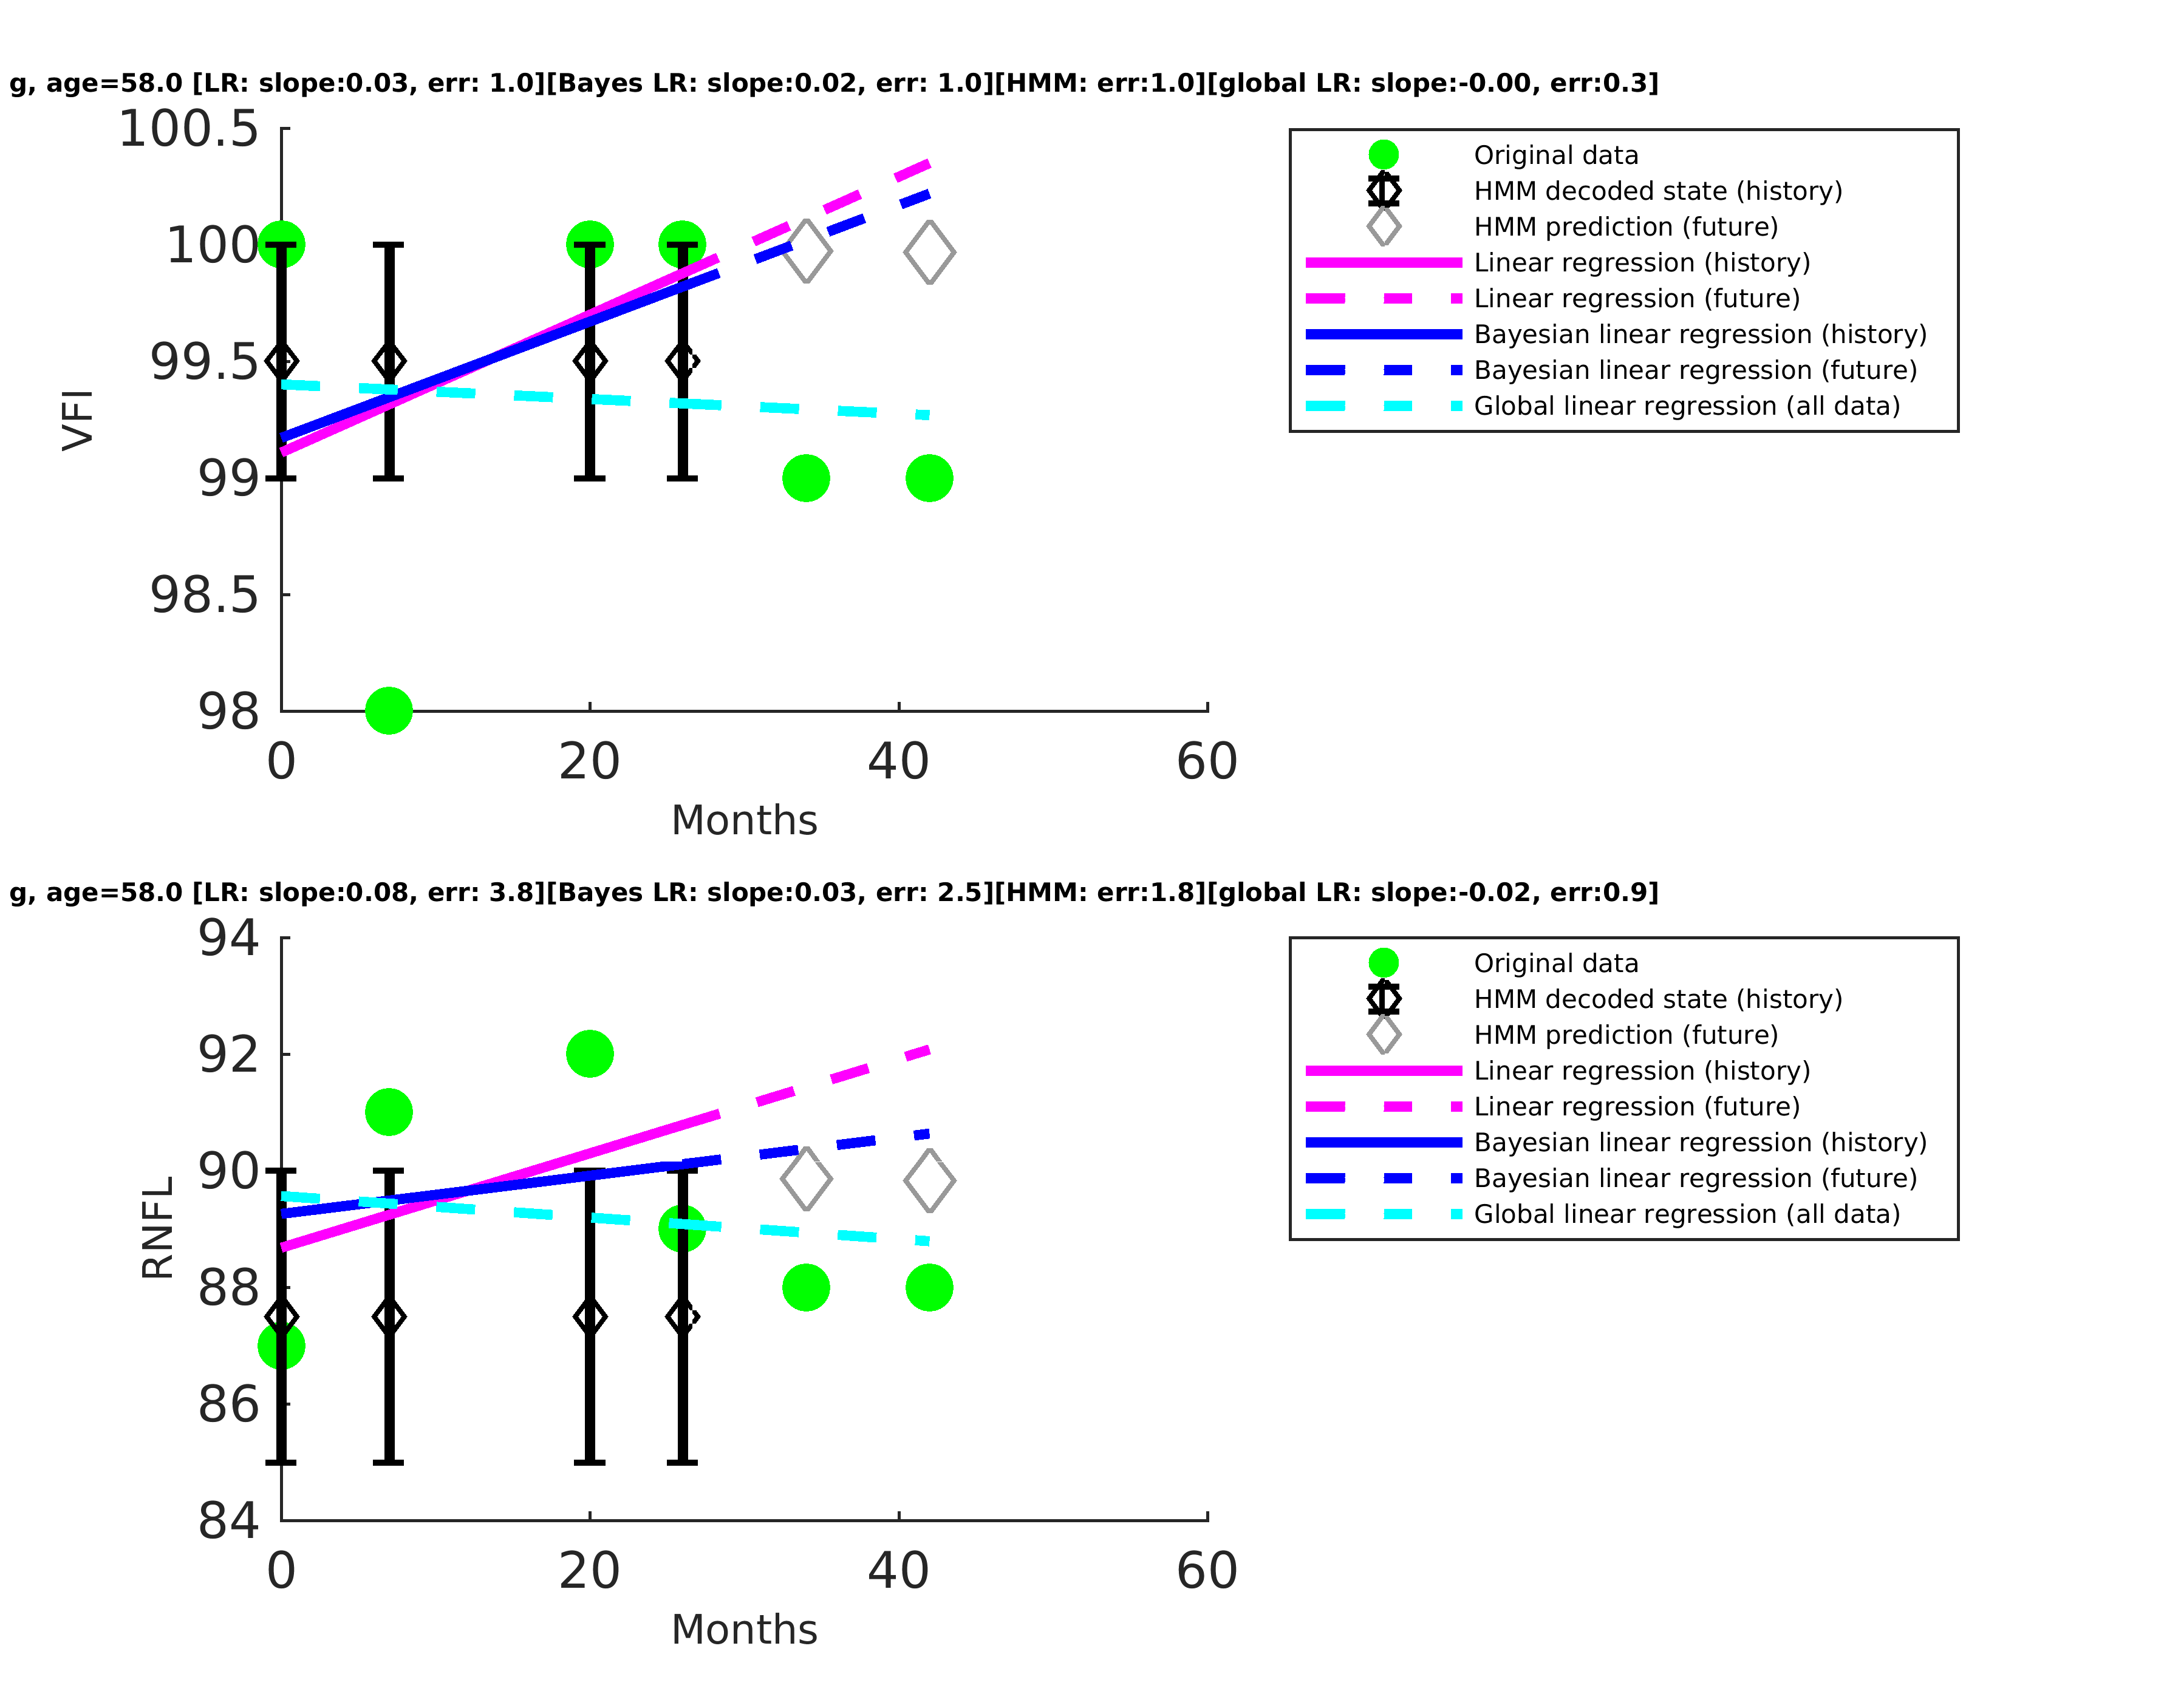 g, age=58.0 [LR: slope:0.03, err: 1.0][Bayes LR: slope:0.02, err: 1.0][HMM: err:1.0][global LR: slope:-0.00, err:0.3]
100.5
100
99.5
99
98.5
98
VFI
0 20 40 60
Months
Original data
HMM decoded state (history)
HMM prediction (future)
Linear regression (history)
Linear regression (future)
Bayesian linear regression (history)
Bayesian linear regression (future)
Global linear regression (all data)
g, age=58.0 [LR: slope:0.08, err: 3.8][Bayes LR: slope:0.03, err: 2.5][HMM: err:1.8][global LR: slope:-0.02, err:0.9]
94
92
90
88
86
84
RNFL
0 20 40 60
Months
Original data
HMM decoded state (history)
HMM prediction (future)
Linear regression (history)
Linear regression (future)
Bayesian linear regression (history)
Bayesian linear regression (future)
Global linear regression (all data)